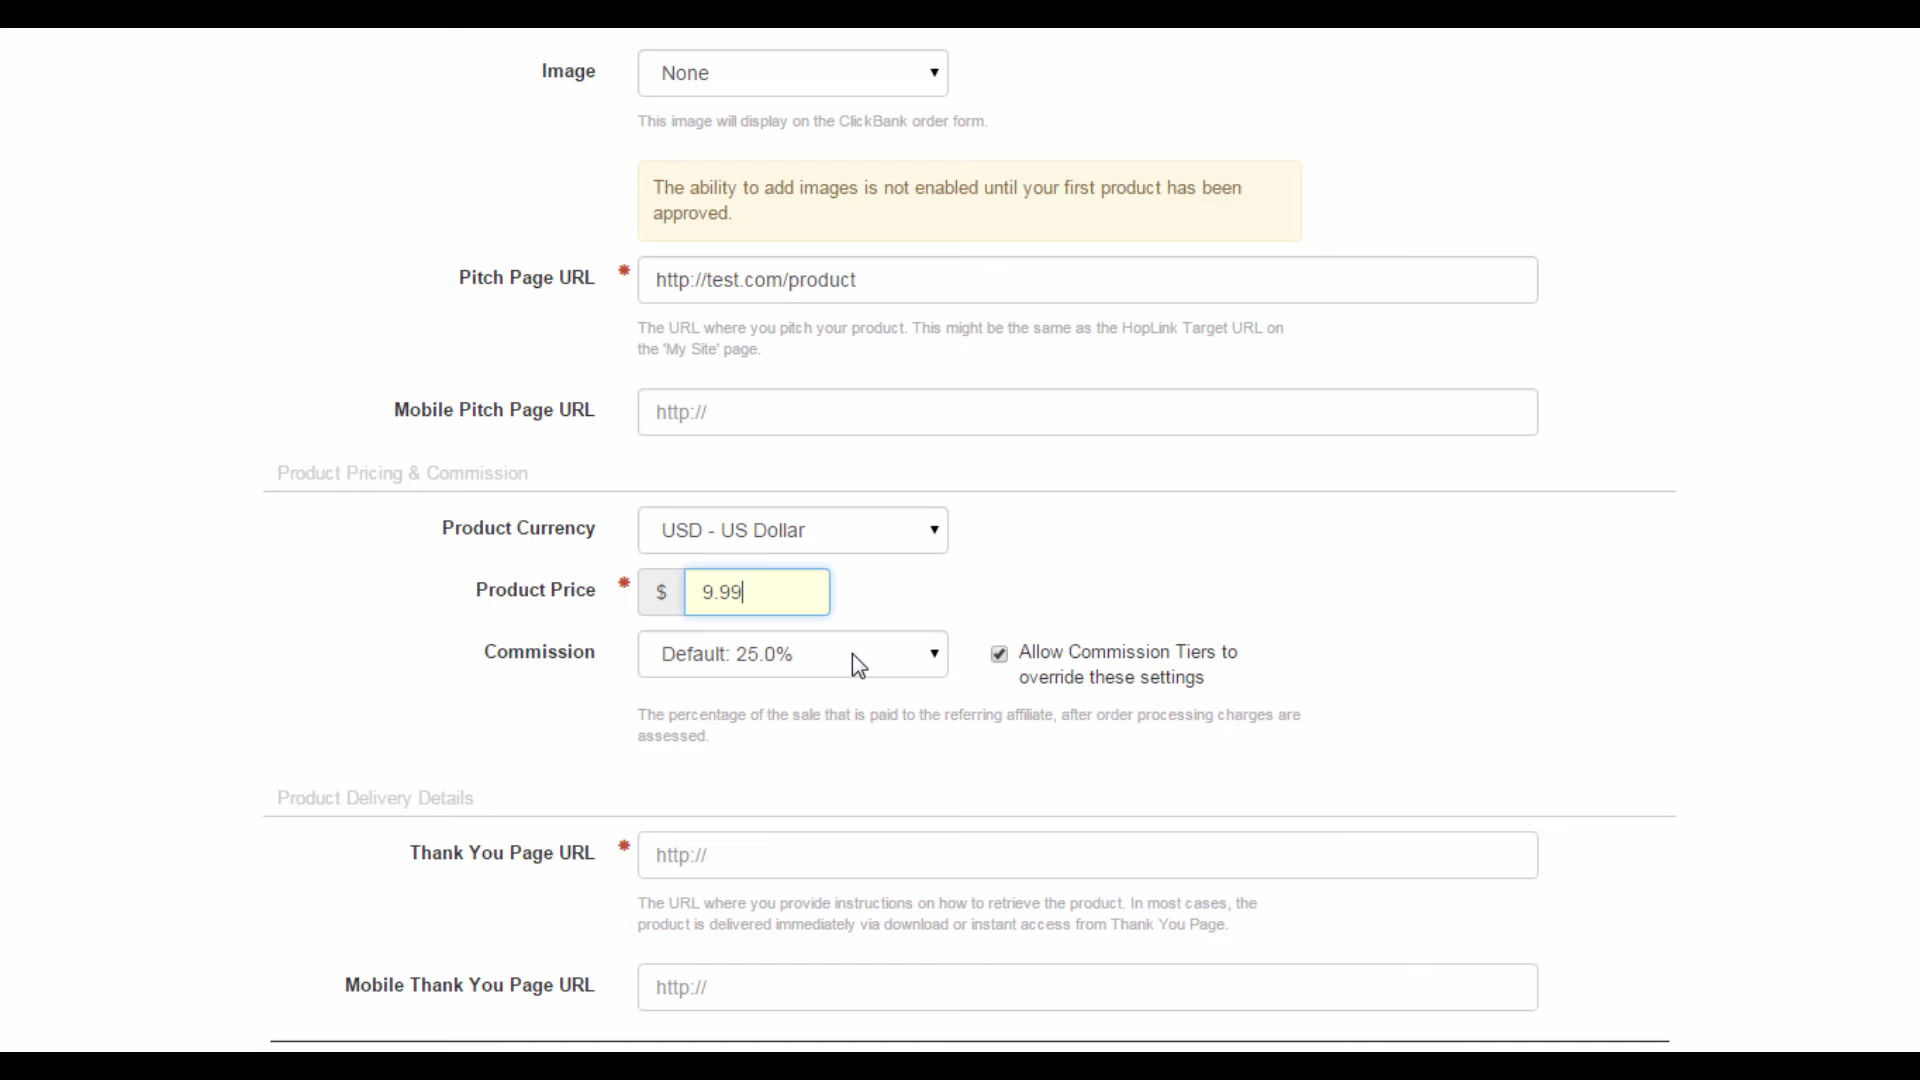 Image
None
This image will display on the ClickBank order form.
The ability to add images is not enabled until your first product has been
approved.
Pitch Page URL *
http://test.com/product
The URL where you pitch your product. This might be the same as the HopLink Target URL on
the 'My Site' page.
Mobile Pitch Page URL
http://
Product Pricing & Commission
Product Currency
USD - US Dollar
Product Price *
$ 9.99
Commission
Default: 25.0%
Allow Commission Tiers to
override these settings
The percentage of the sale that is paid to the referring affiliate, after order processing charges are
assessed.
Product Delivery Details
Thank You Page URL *
http://
The URL where you provide instructions on how to retrieve the product. In most cases, the
product is delivered immediately via download or instant access from Thank You Page.
Mobile Thank You Page URL
http://